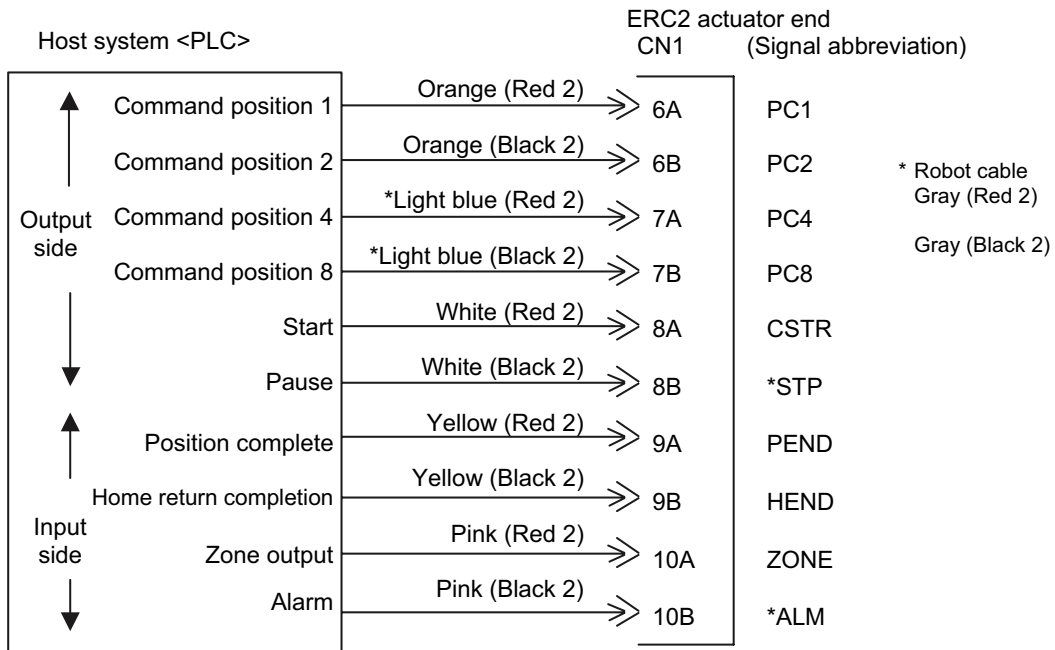 ERC2 actuator end
Host system <PLC> CN1 (Signal abbreviation)
Command position 1 Orange (Red 2) 6A PC1
Command position 2 Orange (Black 2) 6B PC2
* Robot cable
Gray (Red 2)
Output
side
Command position 4 *Light blue (Red 2) 7A PC4
Gray (Black 2)
Command position 8 *Light blue (Black 2) 7B PC8
Start White (Red 2) 8A CSTR
Pause White (Black 2) 8B *STP
Position complete Yellow (Red 2) 9A PEND
Home return completion Yellow (Black 2) 9B HEND
Input
side
Zone output Pink (Red 2) 10A ZONE
Alarm Pink (Black 2) 10B *ALM